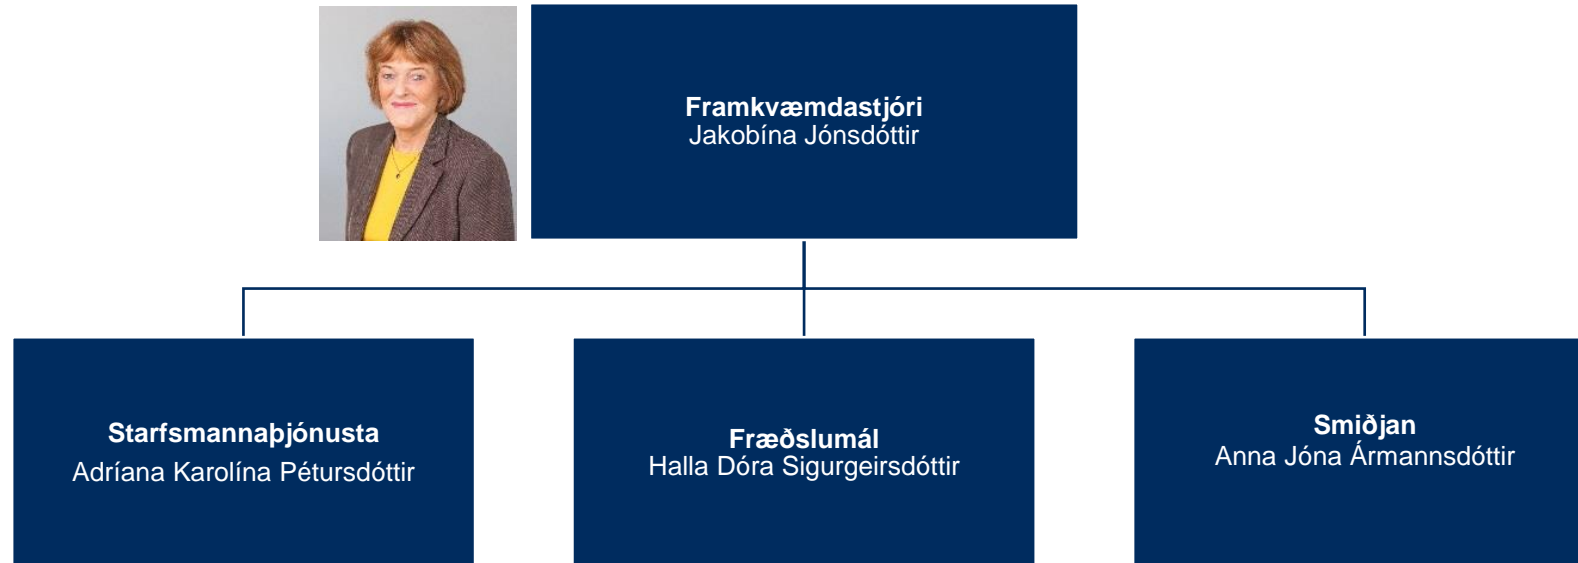 Framkvæmdastjóri
Jakobína Jónsdóttir
Starfsmannaþjónusta
Adríana Karolína Pétursdóttir
Fræðslumál
Halla Dóra Sigurgeirsdóttir
Smiðjan
Anna Jóna Ármannsdóttir